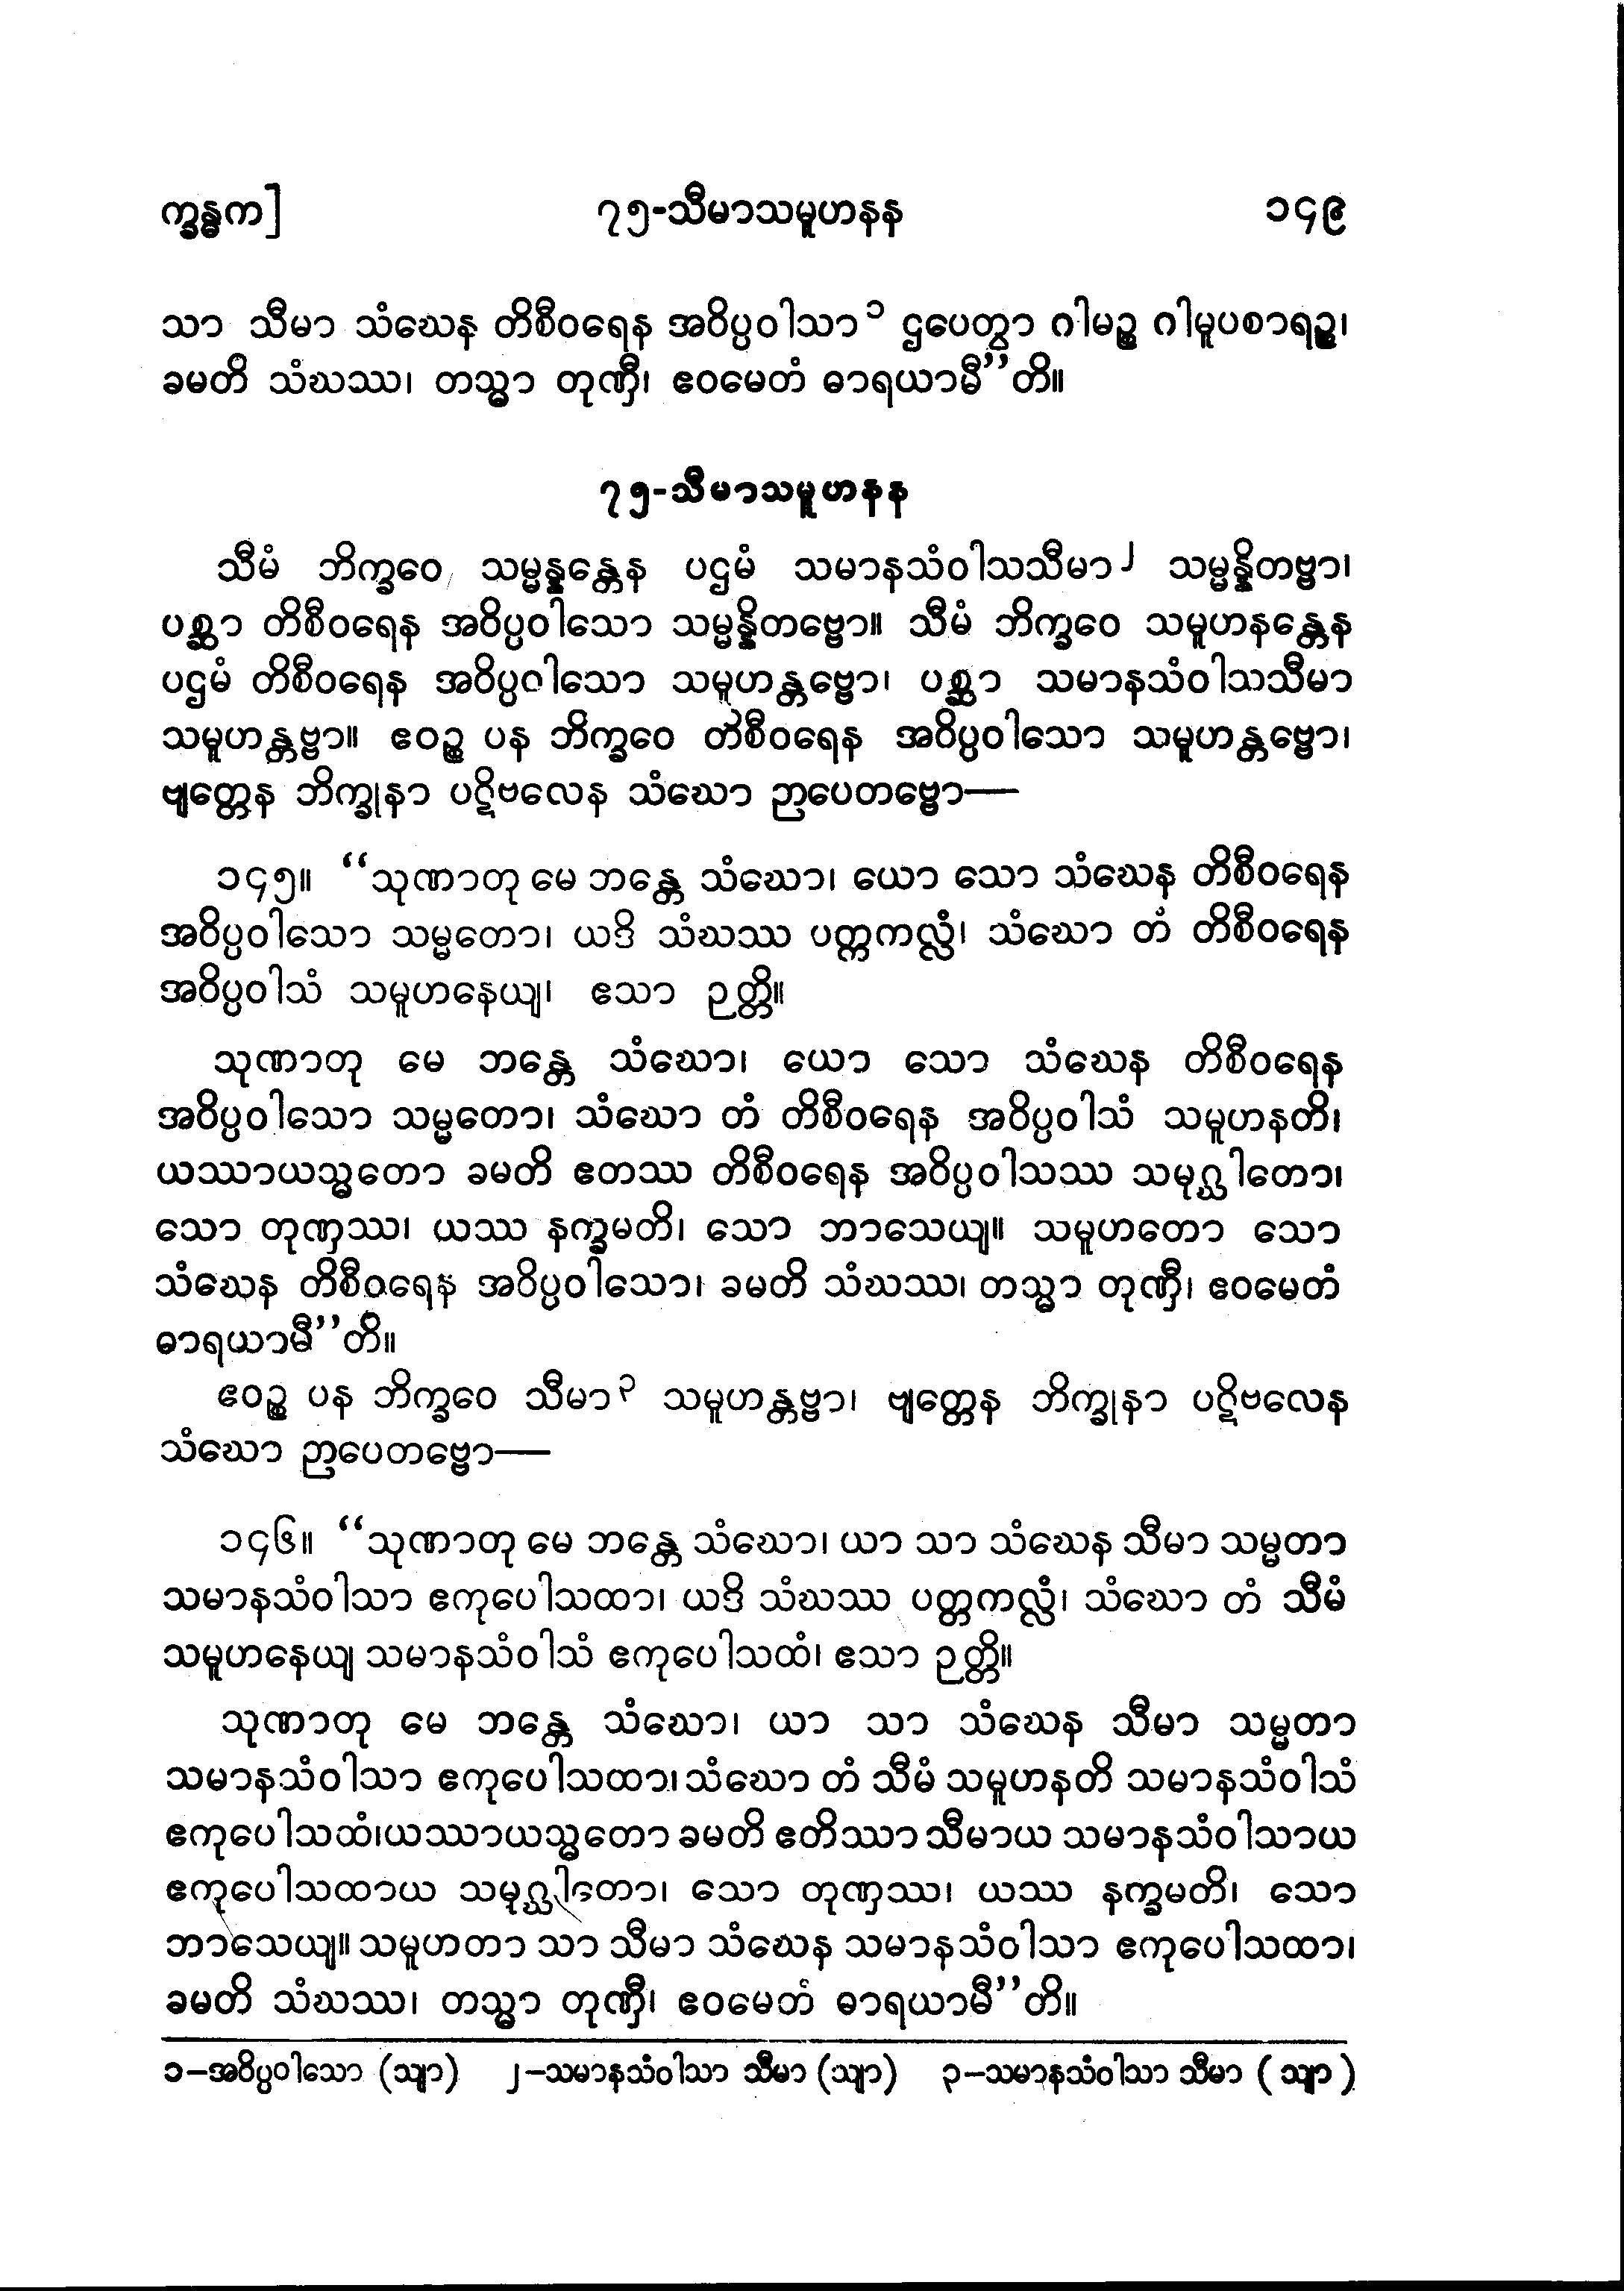 က္ခန္ဓက] ၇၅-သီမာသမူဟနန ၁၄၉
သာ သီမာ သံဃေန တိစီဝရေန အဝိပ္ပဝါသာ၁ ဌပေတွာ ဂါမဉ္စ ဂါမူပစာရဉ္စ၊
ခမတိ သံဃဿ၊ တသ္မာ တုဏှီ၊ ဧဝမေတံ ဓာရယာမီ”တိ။
၇၅-သီမာသမူဟနန
သီမံ ဘိက္ခဝေ သမ္မန္နန္တေန ပဌမံ သမာနသံဝါသသီမာ၂ သမ္မန္နိတဗ္ဗာ၊
ပစ္ဆာ တိစီဝရေန အဝိပ္ပဝါသော သမ္မန္နိတဗ္ဗော။ သီမံ ဘိက္ခဝေ သမူဟနန္တေန
ပဌမံ တိစီဝရေန အဝိပ္ပဝါသော သမူဟန္တဗ္ဗော၊ ပစ္ဆာ သမာနသံဝါသသီမာ
သမူဟန္တဗ္ဗာ။ ဧဝဉ္စ ပန ဘိက္ခဝေ တိစီဝရေန အဝိပ္ပဝါသော သမူဟန္တဗ္ဗော၊
ဗျတ္တေန ဘိက္ခုနာ ပဋိဗလေန သံဃော ဉာပေတဗ္ဗော—
၁၄၅။ “သုဏာတု မေ ဘန္တေ သံဃော၊ ယော သော သံဃေန တိစီဝရေန
အဝိပ္ပဝါသော သမ္မတော၊ ယဒိ သံဃဿ ပတ္တကလ္လံ၊ သံဃော တံ တိစီဝရေန
အဝိပ္ပဝါသံ သမူဟနေယျ၊ ဧသာ ဉတ္တိ။
သုဏာတု မေ ဘန္တေ သံဃော၊ ယော သော သံဃေန တိစီဝရေန
အဝိပ္ပဝါသော သမ္မတော၊ သံဃော တံ တိစီဝရေန အဝိပ္ပဝါသံ သမူဟနတိ၊
ယဿာယသ္မတော ခမတိ ဧတဿ တိစီဝရေန အဝိပ္ပဝါသဿ သမုဂ္ဃါတော၊
သော တုဏှဿ၊ ယဿ နက္ခမတိ၊ သော ဘာသေယျ။ သမူဟတော သော
သံဃေန တိစီဝရေန အဝိပ္ပဝါသော၊ ခမတိ သံဃဿ၊ တသ္မာ တုဏှီ၊ ဧဝမေတံ
ဓာရယာမီ”တိ။
ဧဝဉ္စ ပန ဘိက္ခဝေ သီမာ၃ သမူဟန္တဗ္ဗာ၊ ဗျတ္တေန ဘိက္ခုနာ ပဋိဗလေန
သံဃော ဉာပေတဗ္ဗော—
၁၄၆။ “သုဏာတု မေ ဘန္တေ သံဃော၊ ယာ သာ သံဃေန သီမာ သမ္မတာ
သမာနသံဝါသာ ဧကုပေါသထာ၊ ယဒိ သံဃဿ ပတ္တကလ္လံ၊ သံဃော တံ သီမံ
သမူဟနေယျ သမာနသံဝါသံ ဧကုပေါသထံ၊ ဧသာ ဉတ္တိ။
သုဏာတု မေ ဘန္တေ သံဃော၊ ယာ သာ သံဃေန သီမာ သမ္မတာ
သမာနသံဝါသာ ဧကုပေါသထာ၊ သံဃော တံ သီမံ သမူဟနတိ သမာနသံဝါသံ
ဧကုပေါသထံ၊ယဿာယသ္မတော ခမတိ ဧတိဿာ သီမာယ သမာနသံဝါသာယ
ဧကုပေါသထာယ သမုဂ္ဃါတော၊ သော တုဏှဿ၊ ယဿ နက္ခမတိ၊ သော
ဘာသေယျ။ သမူဟတာ သာ သီမာ သံဃေန သမာနသံဝါသာ ဧကုပေါသထာ၊
ခမတိ သံဃဿ၊ တသ္မာ တုဏှီ၊ ဧဝမေတံ ဓာရယာမီ”တိ။
၁–အဝိပ္ပဝါသော (သျာ) ၂–သမာနသံဝါသာ သီမာ (သျာ) ၃–သမာနသံဝါသာ သီမာ ( သျာ )